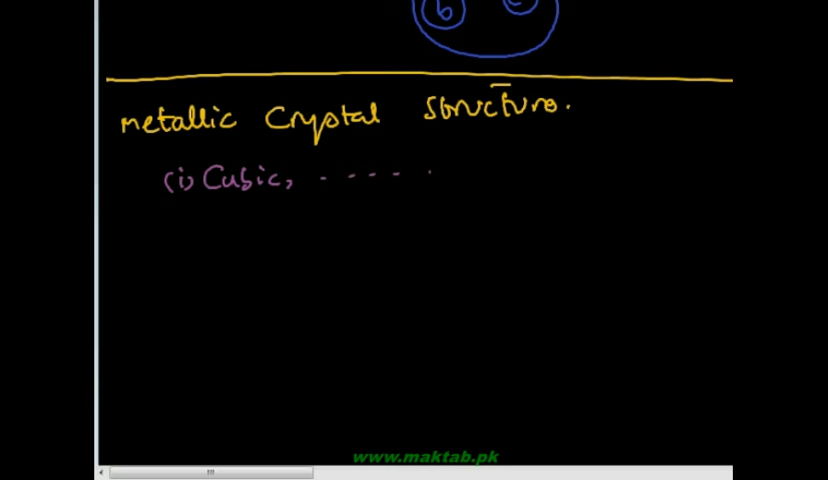 b
metallic Crystal Structure.
(i) Cubic, . . . . . .
www.maktab.pk